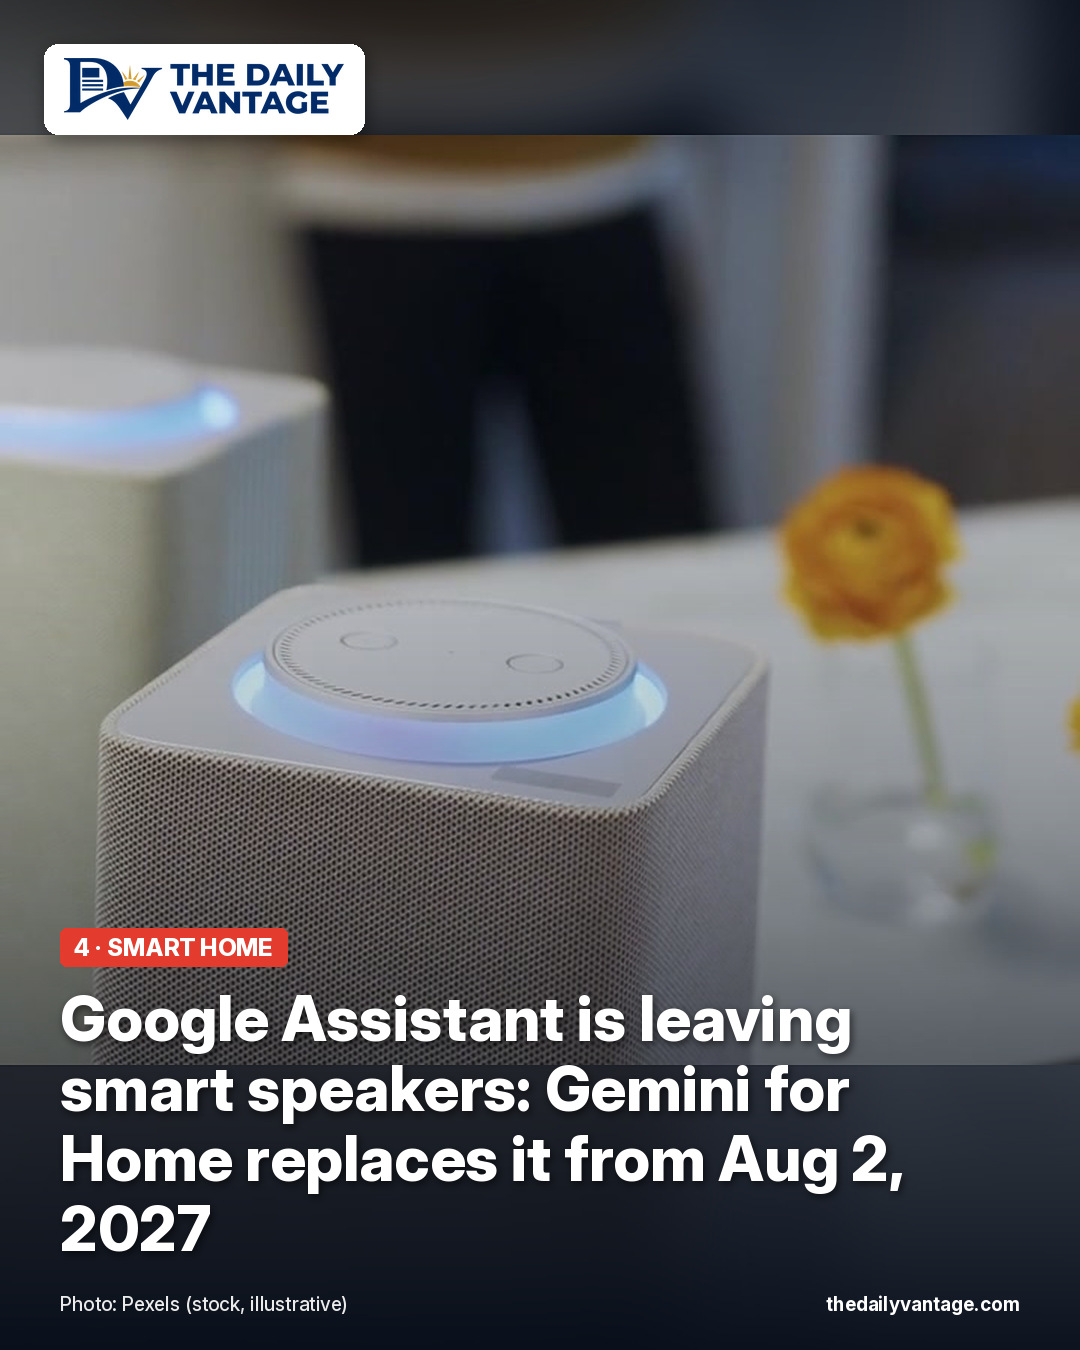 THE DAILY
VANTAGE
4 · SMART HOME
Google Assistant is leaving
smart speakers: Gemini for
Home replaces it from Aug 2,
2027
Photo: Pexels (stock, illustrative)
thedailyvantage.com